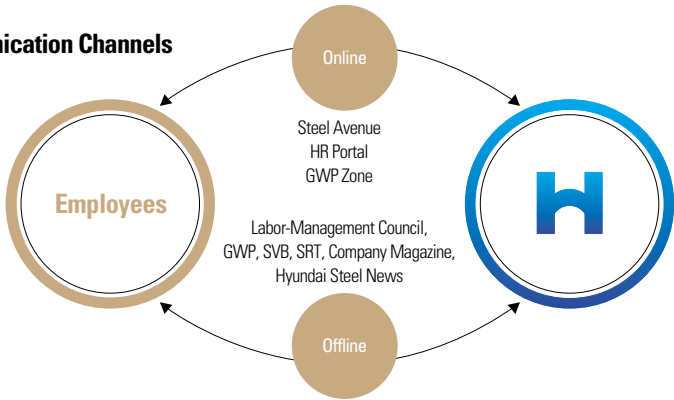 nication Channels
Online
Steel Avenue
HR Portal
GWP Zone
Employees
Labor-Management Council,
GWP, SVB, SRT, Company Magazine,
Hyundai Steel News
Offline